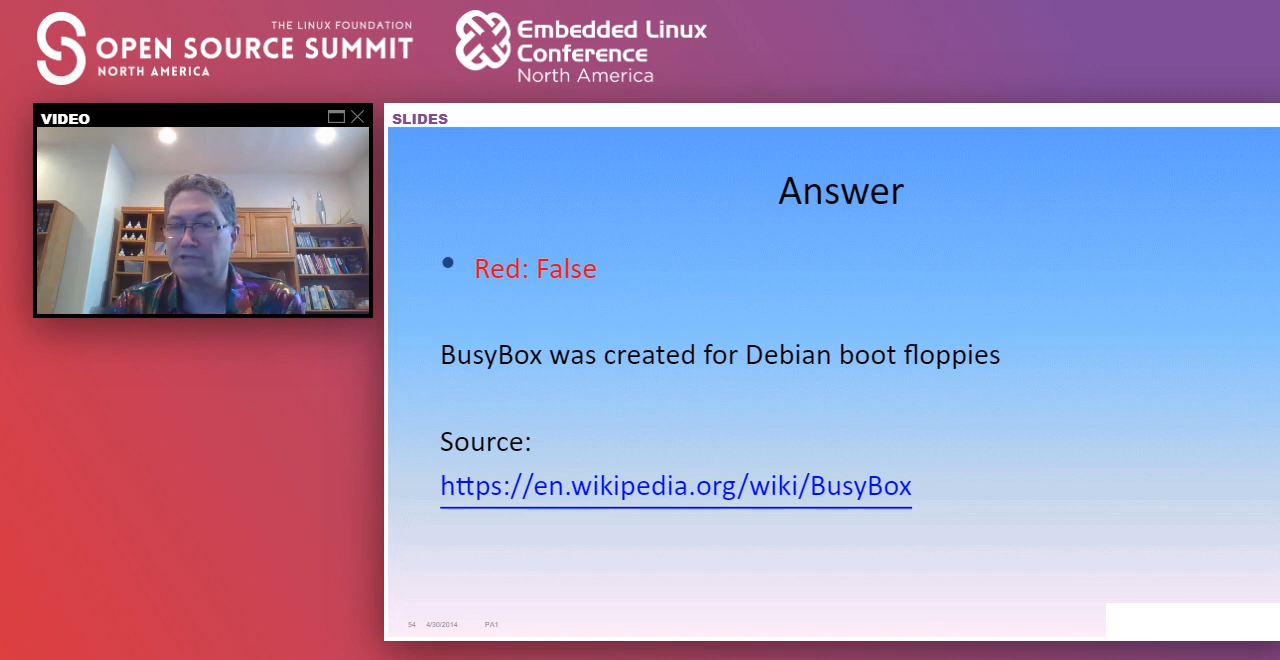 THE LINUX FOUNDATION
OPEN SOURCE SUMMIT
NORTH AMERICA
Embedded Linux
Conference
North America
VIDEO
SLIDES
Answer
• Red: False
BusyBox was created for Debian boot floppies
Source:
https://en.wikipedia.org/wiki/BusyBox
54 4/30/2014 PA1